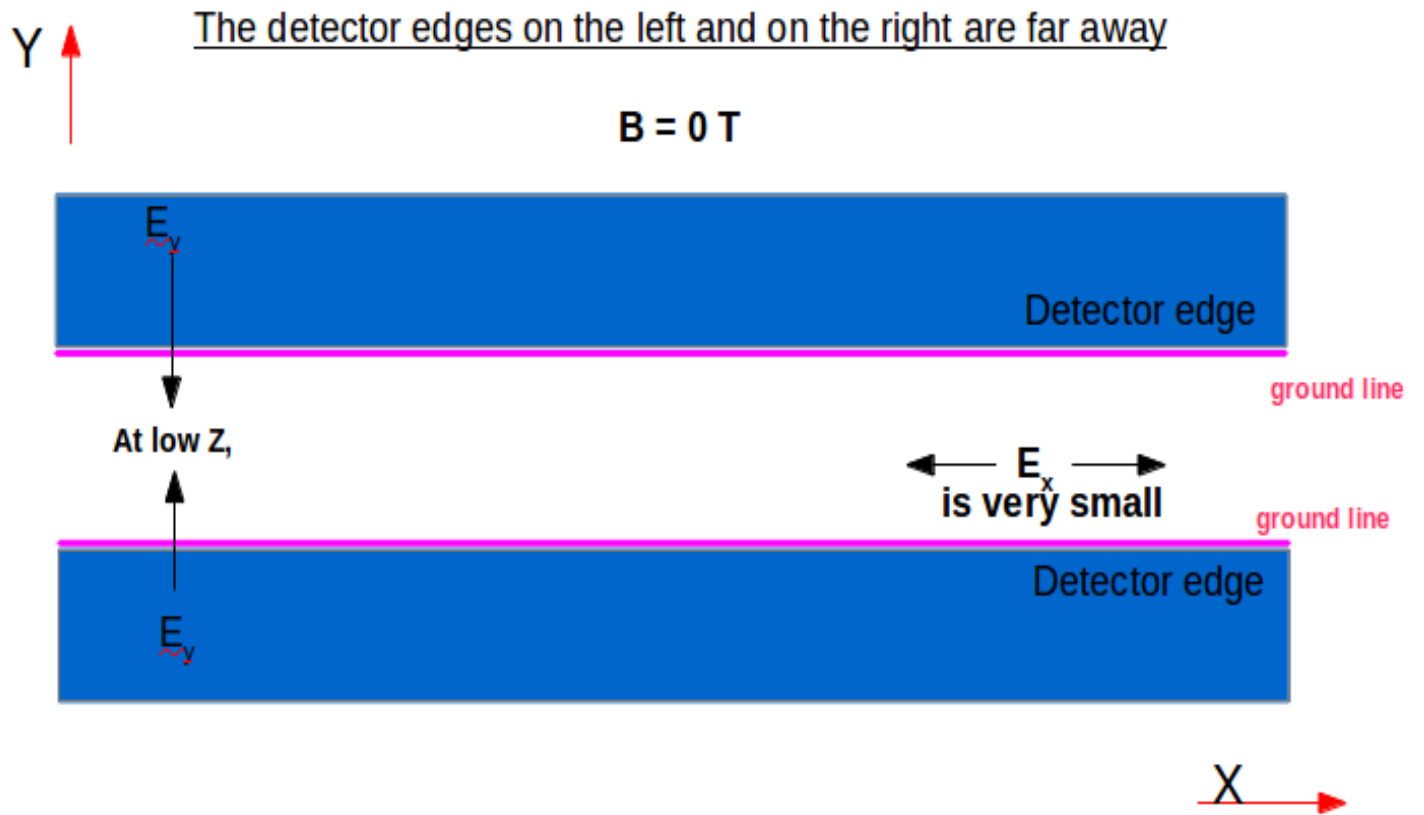 The detector edges on the left and on the right are far away
Y
B = 0 T
Ey
Detector edge
ground line
At low Z,
Ex
is very small
ground line
Detector edge
Ey
X